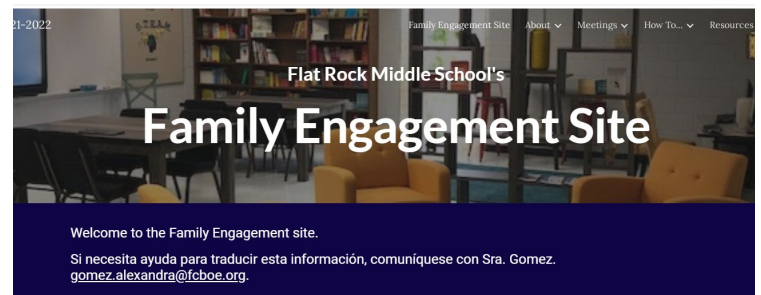 21-2022
Family Engagement Site About Meetings How To... Resources
S.T.E.A.M.
Flat Rock Middle School's
Family Engagement Site
Welcome to the Family Engagement site.
Si necesita ayuda para traducir esta información, comuníquese con Sra. Gomez.
gomez.alexandra@fcboe.org.